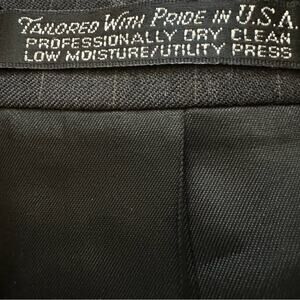 Tailored With Pride in U.S.A.
PROFESSIONALLY DRY CLEAN
LOW MOISTURE/UTILITY PRESS